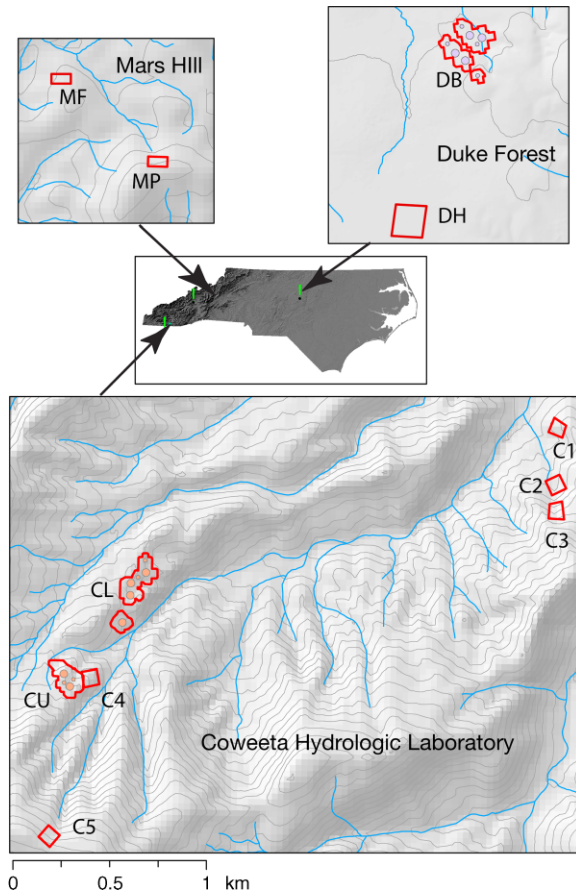 Mars HIll
MF
MP
DB
Duke Forest
DH
C1
C2
C3
CL
CU
C4
Coweeta Hydrologic Laboratory
C5
0 0.5 1 km